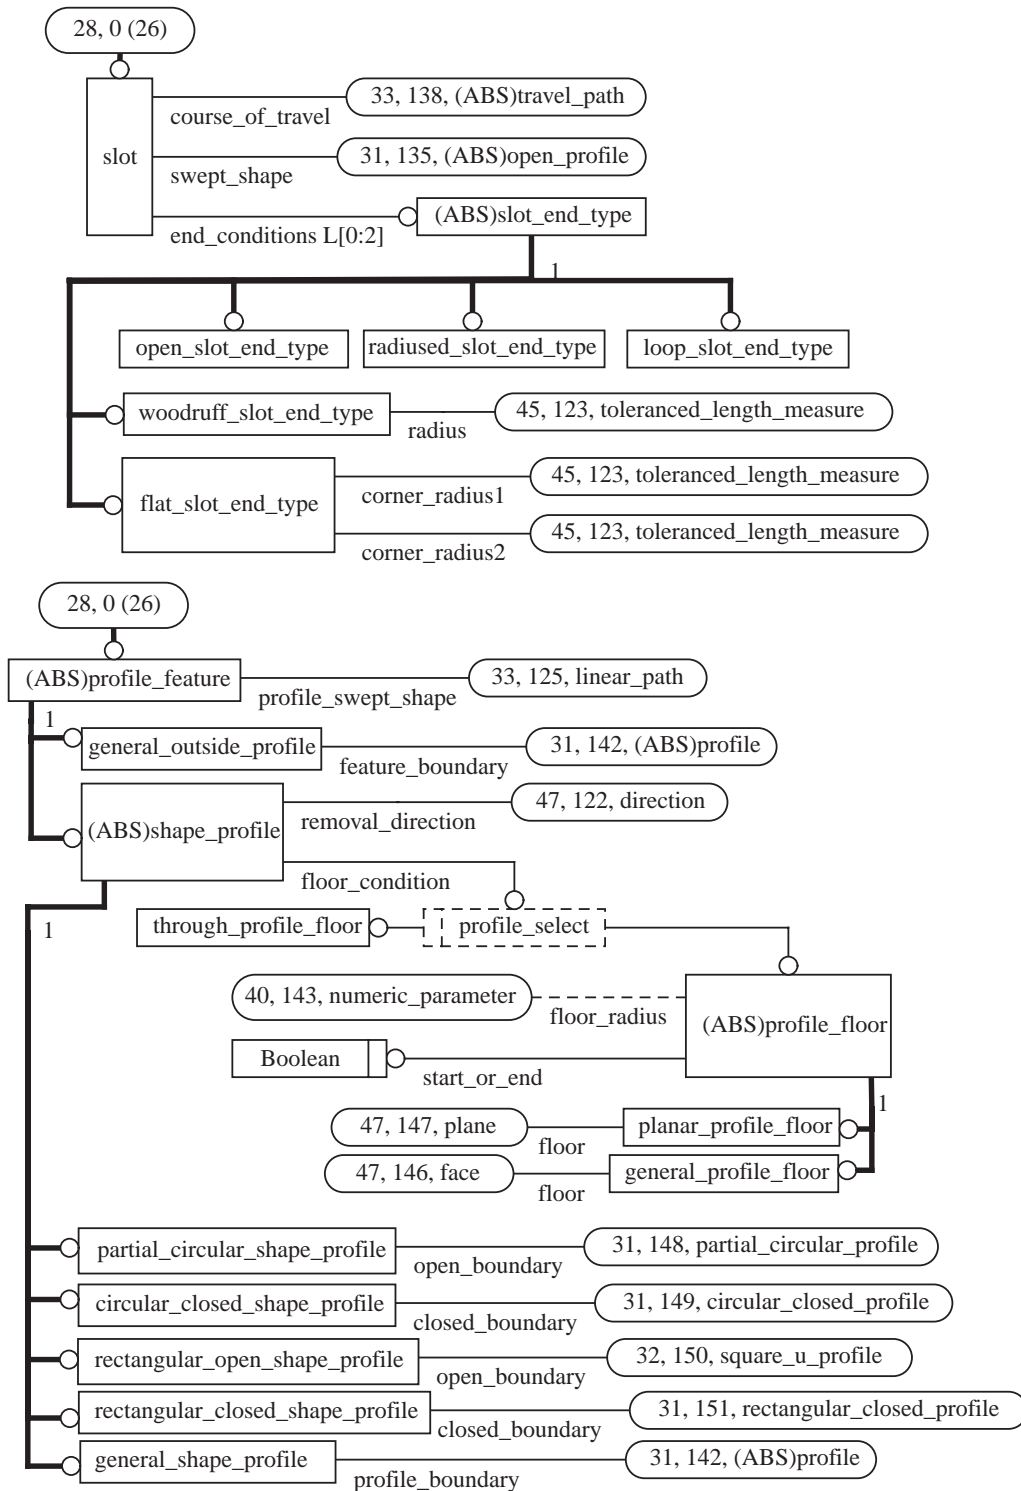 28, 0 (26)
33, 138, (ABS)travel_path
course_of_travel
slot
31, 135, (ABS)open_profile
swept_shape
(ABS)slot_end_type
end_conditions L[0:2]
1
open_slot_end_type
radiused_slot_end_type
loop_slot_end_type
woodruff_slot_end_type
45, 123, toleranced_length_measure
radius
45, 123, toleranced_length_measure
corner_radius1
flat_slot_end_type
45, 123, toleranced_length_measure
corner_radius2
28, 0 (26)
(ABS)profile_feature
33, 125, linear_path
profile_swept_shape
1
general_outside_profile
31, 142, (ABS)profile
feature_boundary
47, 122, direction
removal_direction
(ABS)shape_profile
floor_condition
1
through_profile_floor
profile_select
40, 143, numeric_parameter
floor_radius
(ABS)profile_floor
Boolean
start_or_end
1
47, 147, plane
floor
planar_profile_floor
47, 146, face
floor
general_profile_floor
partial_circular_shape_profile
31, 148, partial_circular_profile
open_boundary
circular_closed_shape_profile
31, 149, circular_closed_profile
closed_boundary
rectangular_open_shape_profile
32, 150, square_u_profile
open_boundary
rectangular_closed_shape_profile
31, 151, rectangular_closed_profile
closed_boundary
general_shape_profile
31, 142, (ABS)profile
profile_boundary